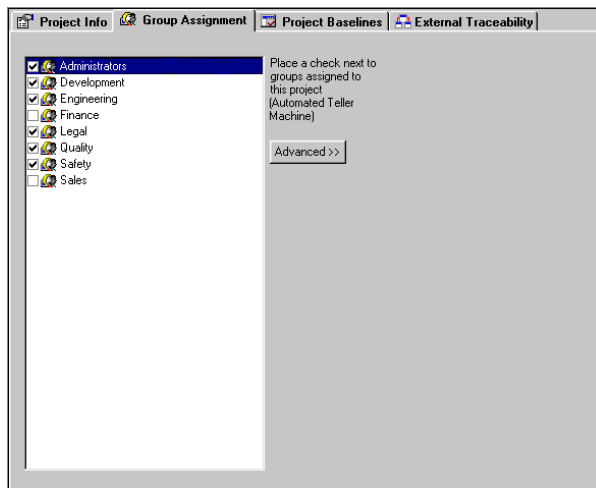 Project Info Group Assignment Project Baselines External Traceability
Administrators
Development
Engineering
Finance
Legal
Quality
Safety
Sales
Place a check next to
groups assigned to
this project
(Automated Teller
Machine)
Advanced >>